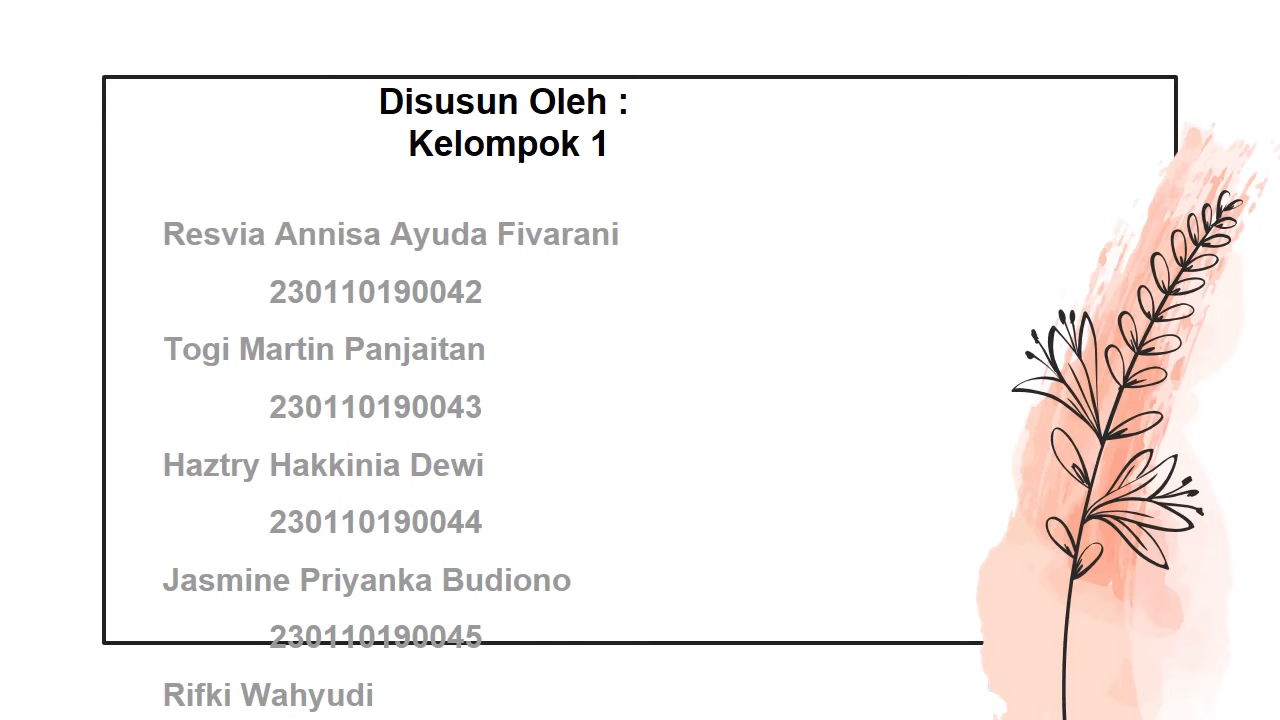 Disusun Oleh :
Kelompok 1
Resvia Annisa Ayuda Fivarani
230110190042
Togi Martin Panjaitan
230110190043
Haztry Hakkinia Dewi
230110190044
Jasmine Priyanka Budiono
230110190045
Rifki Wahyudi